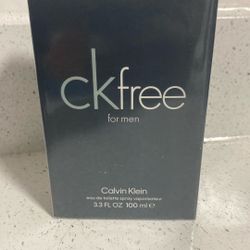 ckfree
for men
Calvin Klein
eau de toilette spray vaporisateur
3.3 FL OZ 100 ml ℮